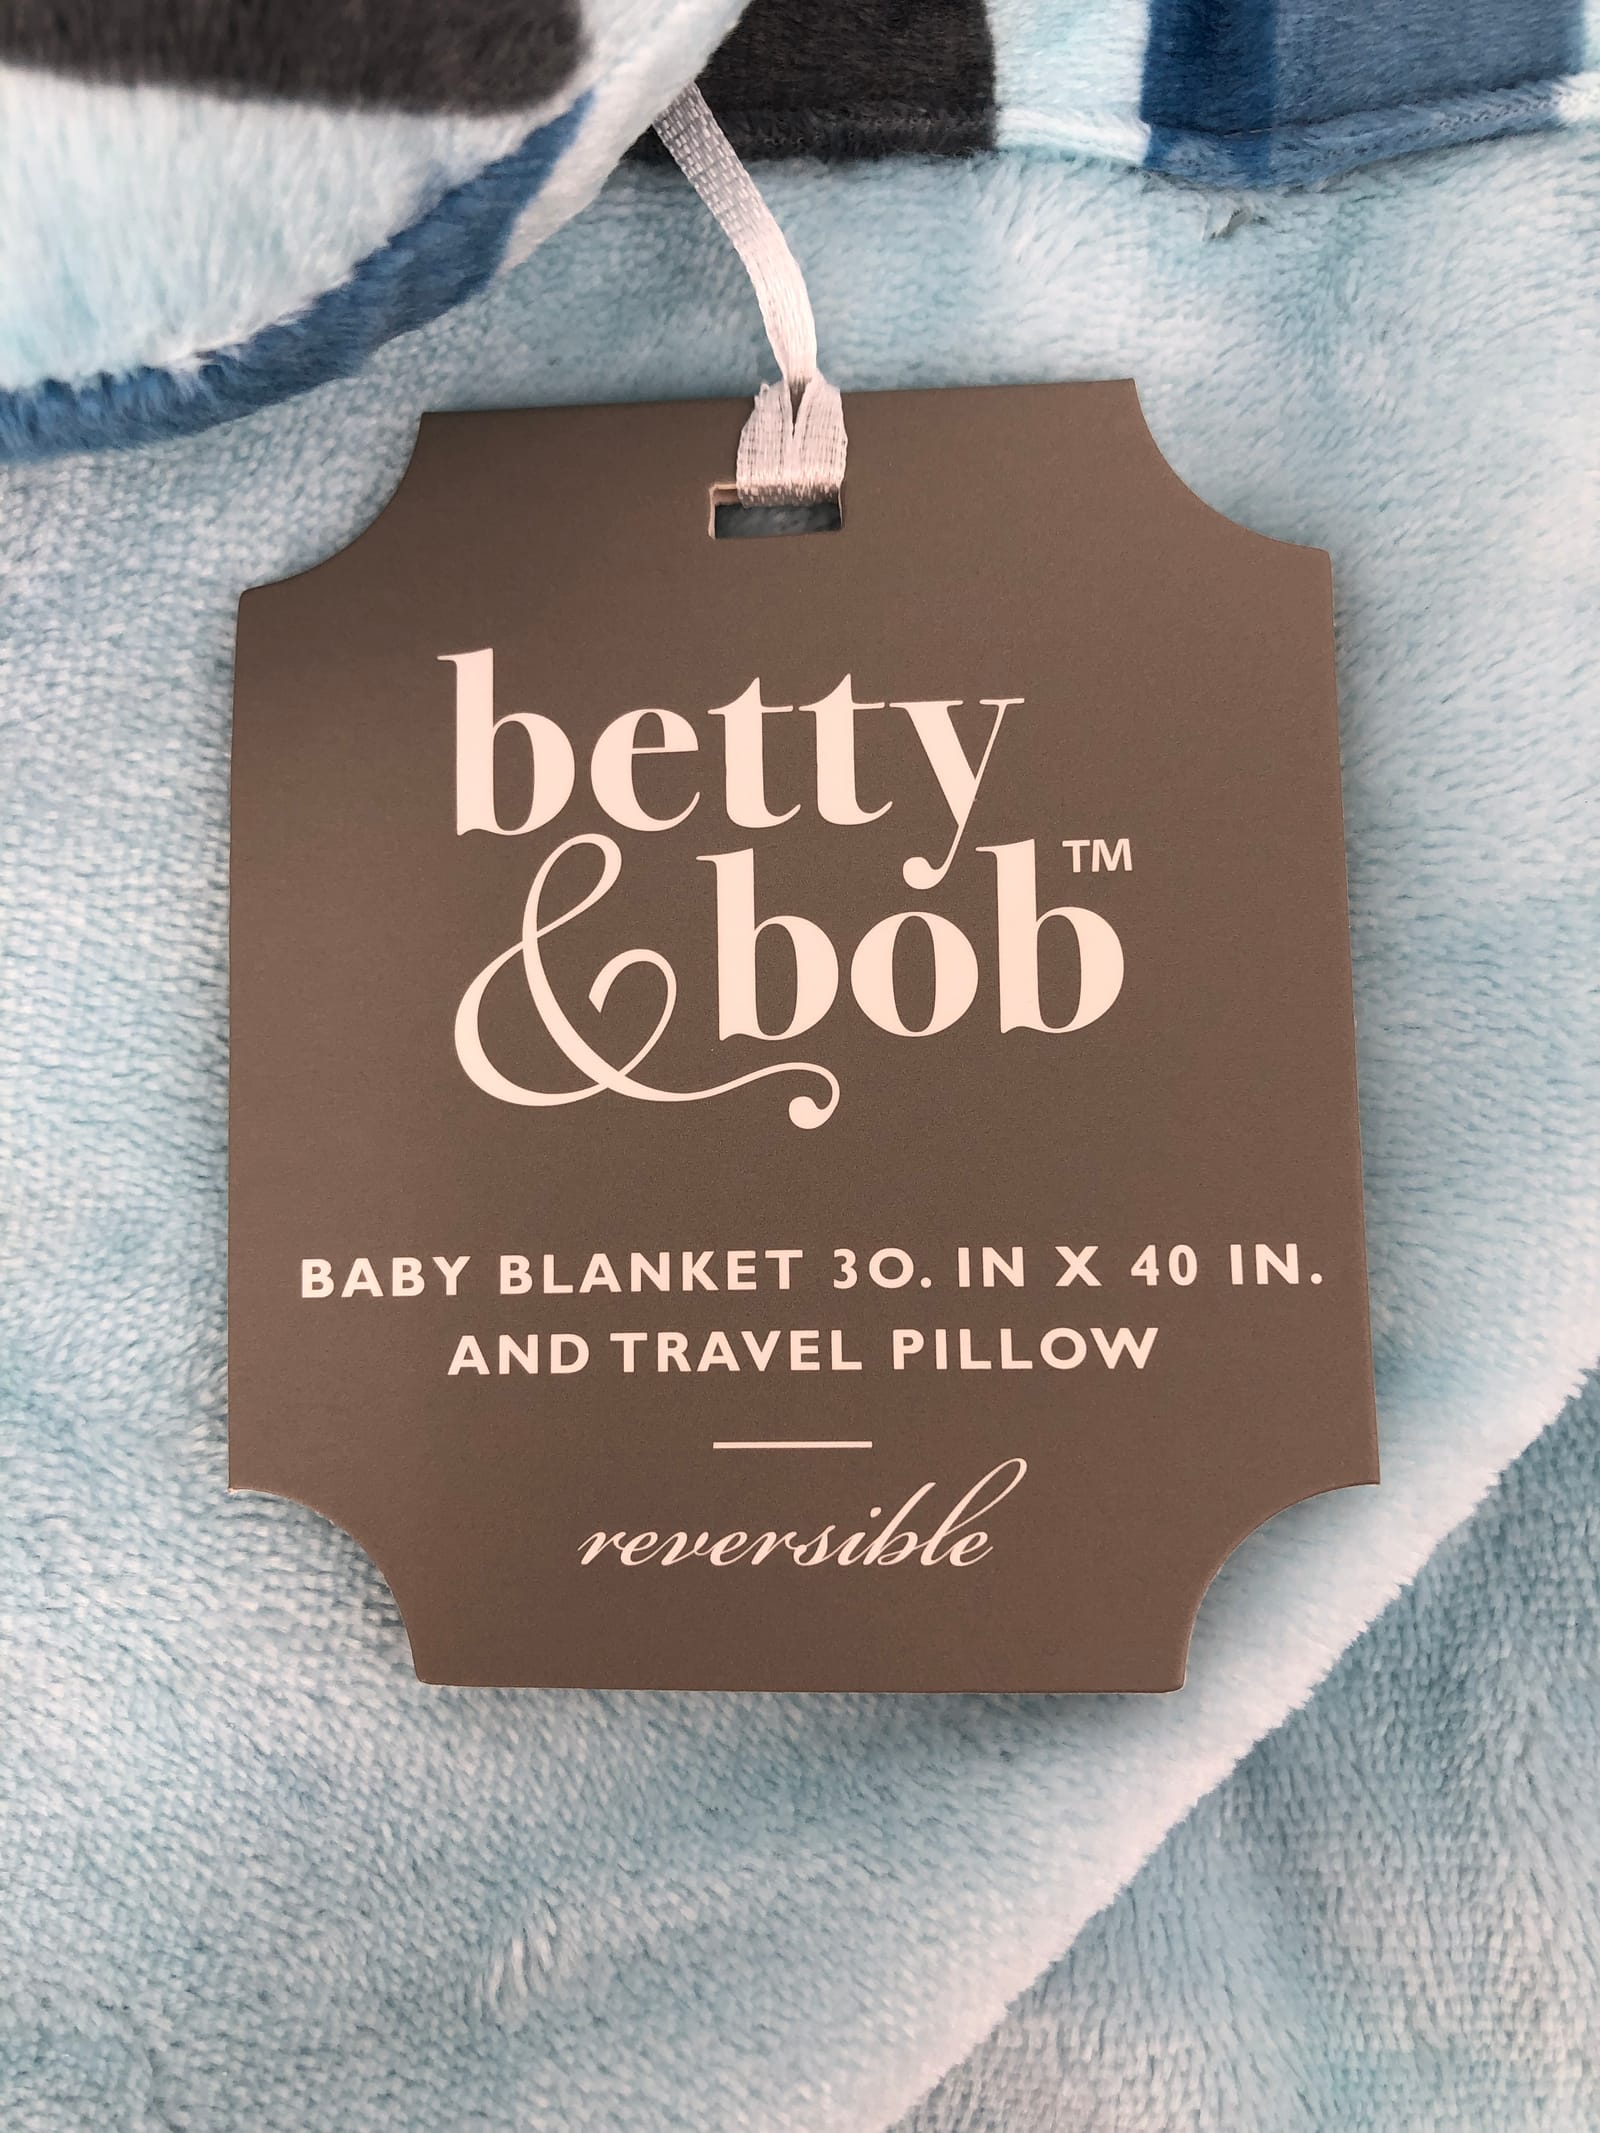 betty
& bob™
BABY BLANKET 30. IN X 40 IN.
AND TRAVEL PILLOW
reversible